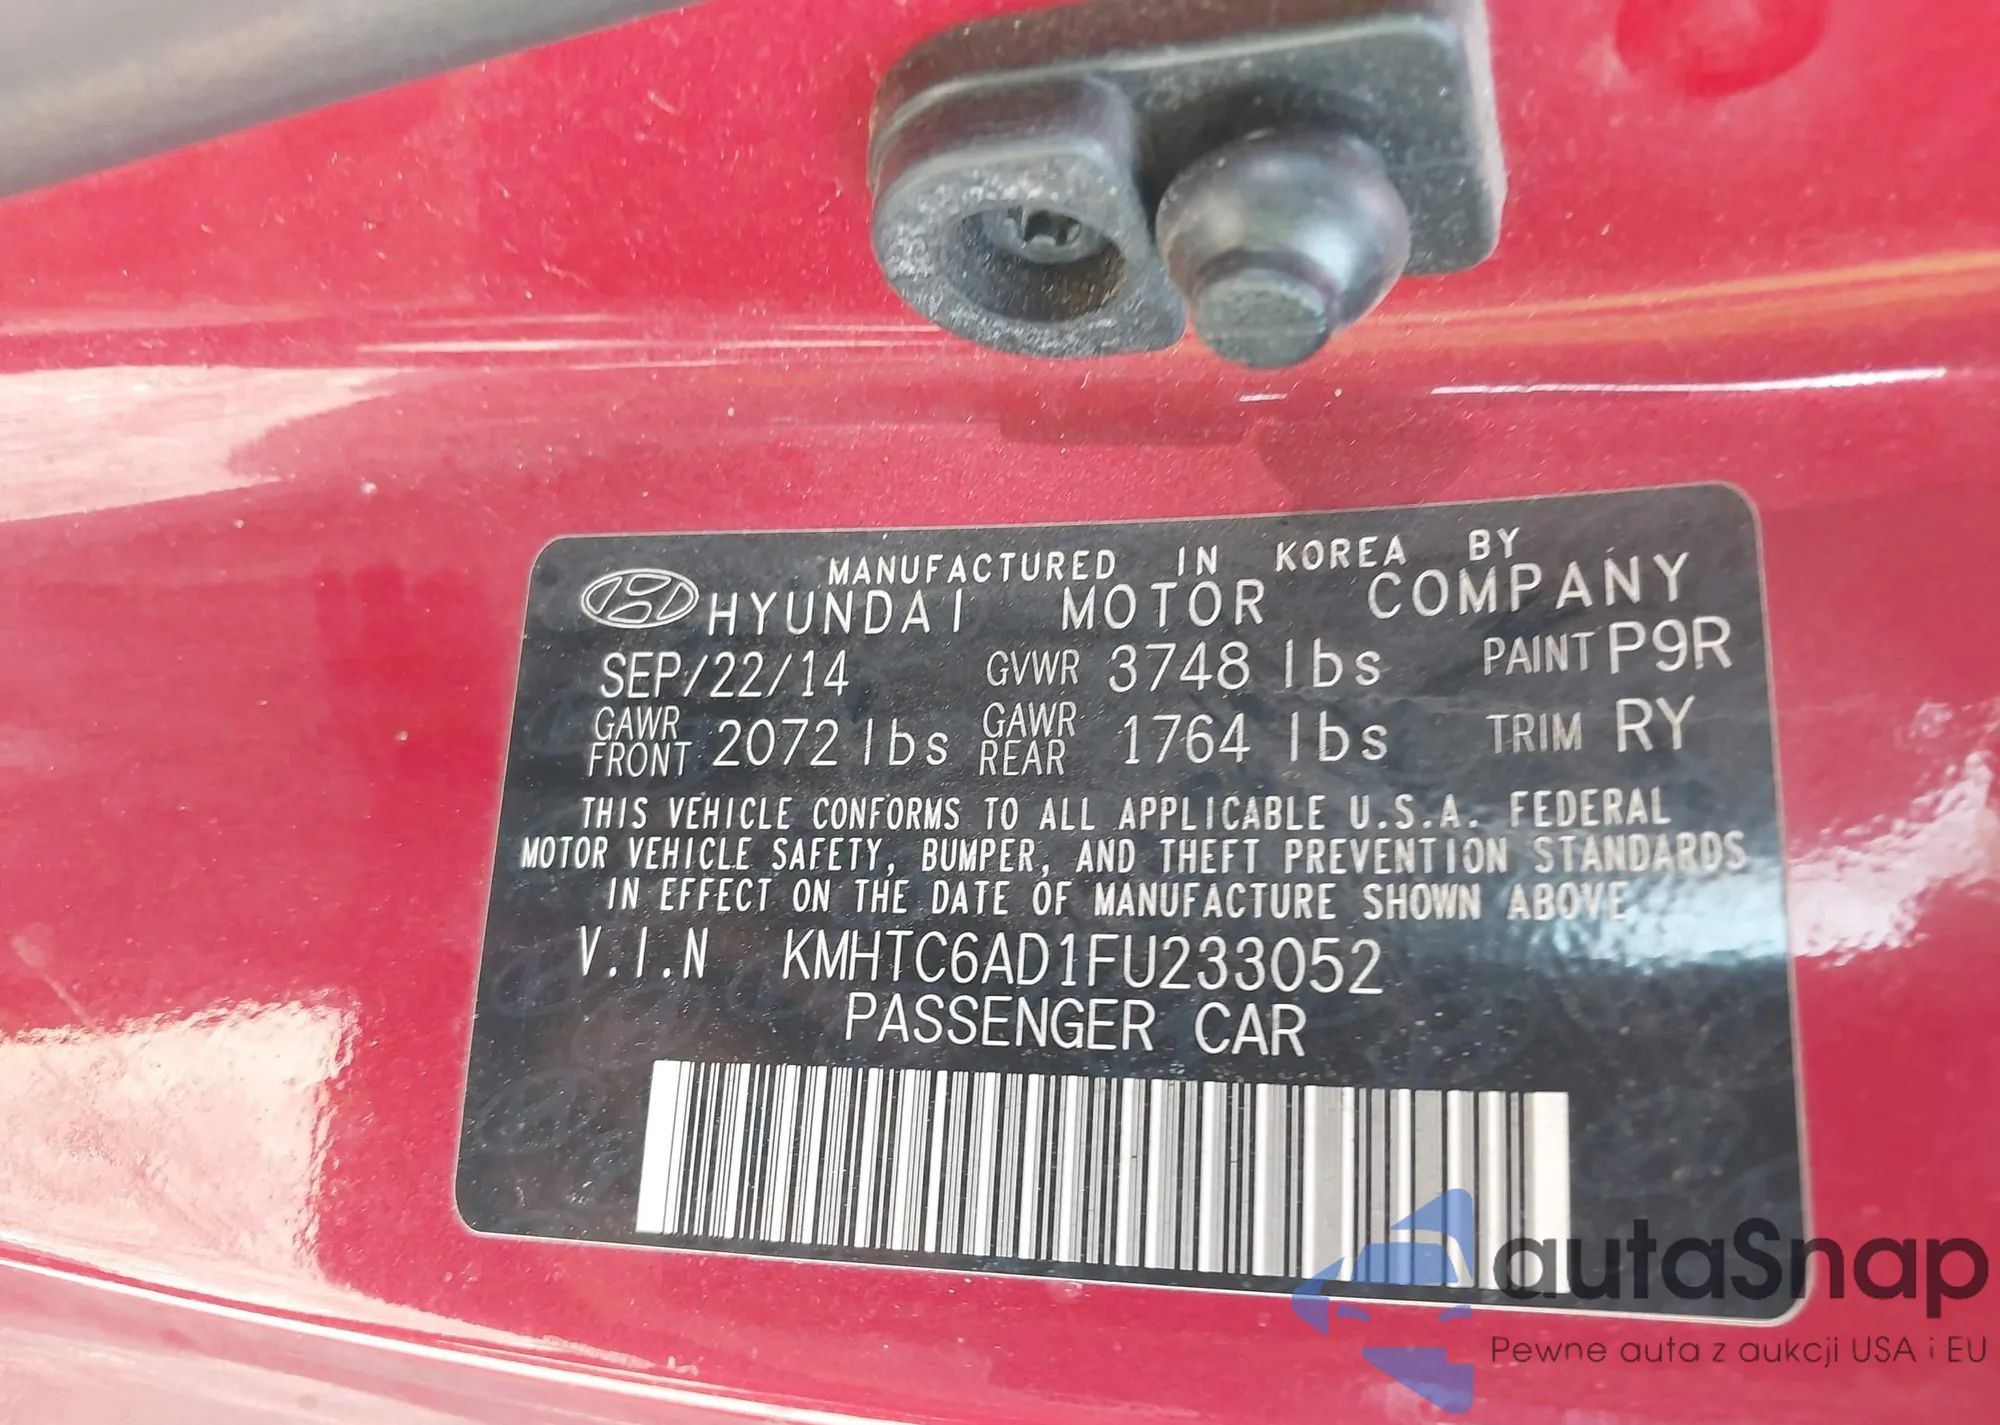 MANUFACTURED IN KOREA BY
HYUNDAI MOTOR COMPANY
SEP/22/14 GVWR 3748 lbs PAINT P9R
GAWR FRONT 2072 lbs GAWR REAR 1764 lbs TRIM RY
THIS VEHICLE CONFORMS TO ALL APPLICABLE U.S.A. FEDERAL
MOTOR VEHICLE SAFETY, BUMPER, AND THEFT PREVENTION STANDARDS
IN EFFECT ON THE DATE OF MANUFACTURE SHOWN ABOVE
V.I.N KMHTC6AD1FU233052
PASSENGER CAR
autaSnap
Pewne auta z aukcji USA i EU